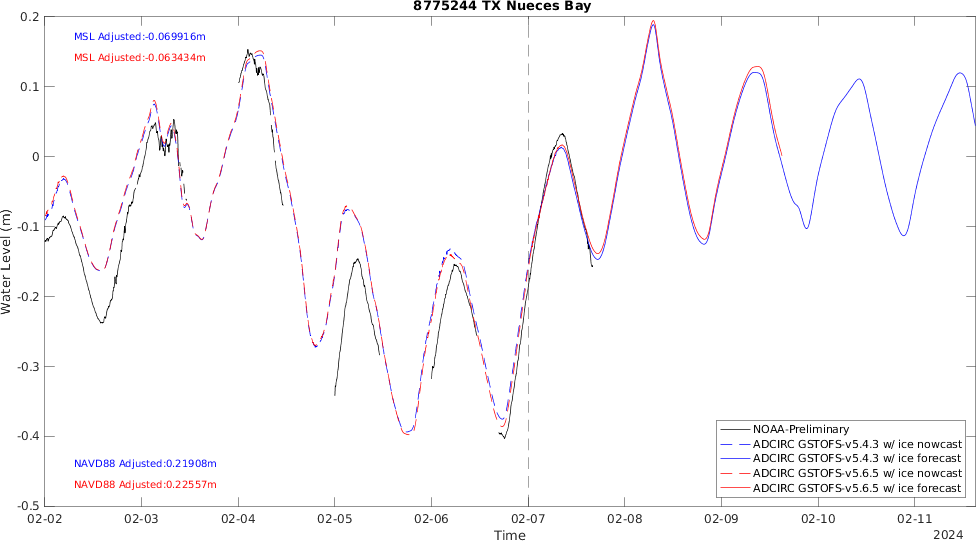 8775244 TX Nueces Bay
MSL Adjusted:-0.069916m
MSL Adjusted:-0.063434m
0.2
0.1
0
-0.1
-0.2
-0.3
-0.4
-0.5
Water Level (m)
NAVD88 Adjusted:0.21908m
NAVD88 Adjusted:0.22557m
NOAA-Preliminary
ADCIRC GSTOFS-v5.4.3 w/ ice nowcast
ADCIRC GSTOFS-v5.4.3 w/ ice forecast
ADCIRC GSTOFS-v5.6.5 w/ ice nowcast
ADCIRC GSTOFS-v5.6.5 w/ ice forecast
02-02 02-03 02-04 02-05 02-06 02-07 02-08 02-09 02-10 02-11
Time
2024